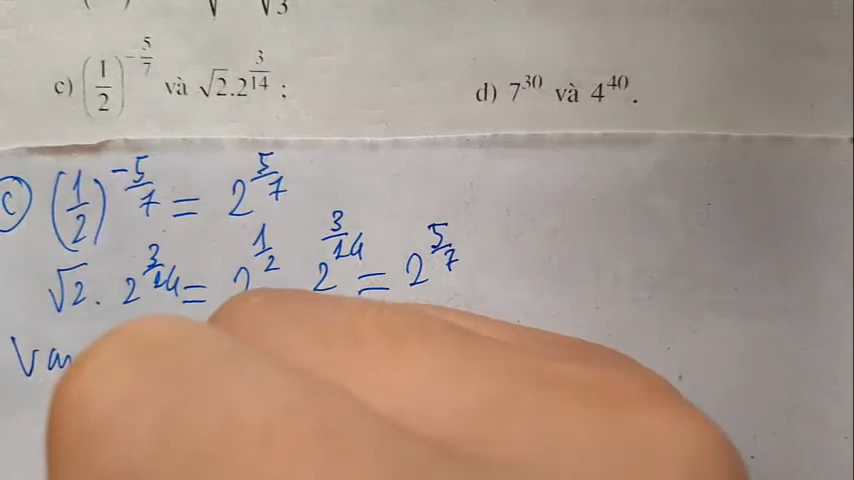 √3
c) (1/2)^{-5/7} và √2.2^{3/14} ; d) 7^{30} và 4^{40}.
c) (1/2)^{-5/7} = 2^{5/7}
√2. 2^{3/14} = 2^{1/2} 2^{3/14} = 2^{5/7}